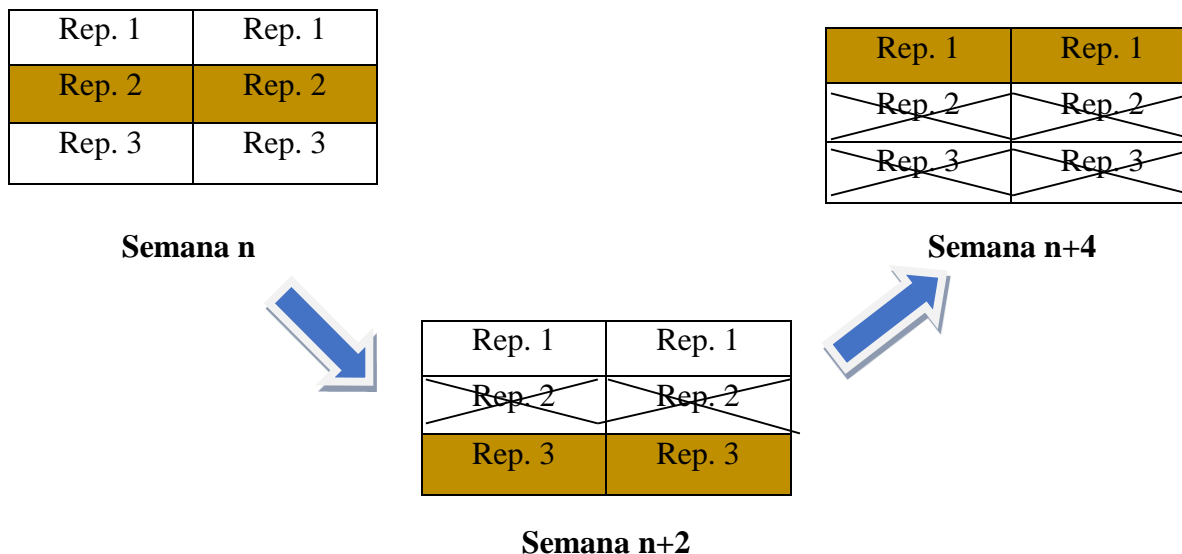 Rep. 1 Rep. 1
Rep. 2 Rep. 2
Rep. 3 Rep. 3
Semana n
Rep. 1 Rep. 1
Rep. 2 Rep. 2
Rep. 3 Rep. 3
Semana n+2
Rep. 1 Rep. 1
Rep. 2 Rep. 2
Rep. 3 Rep. 3
Semana n+4